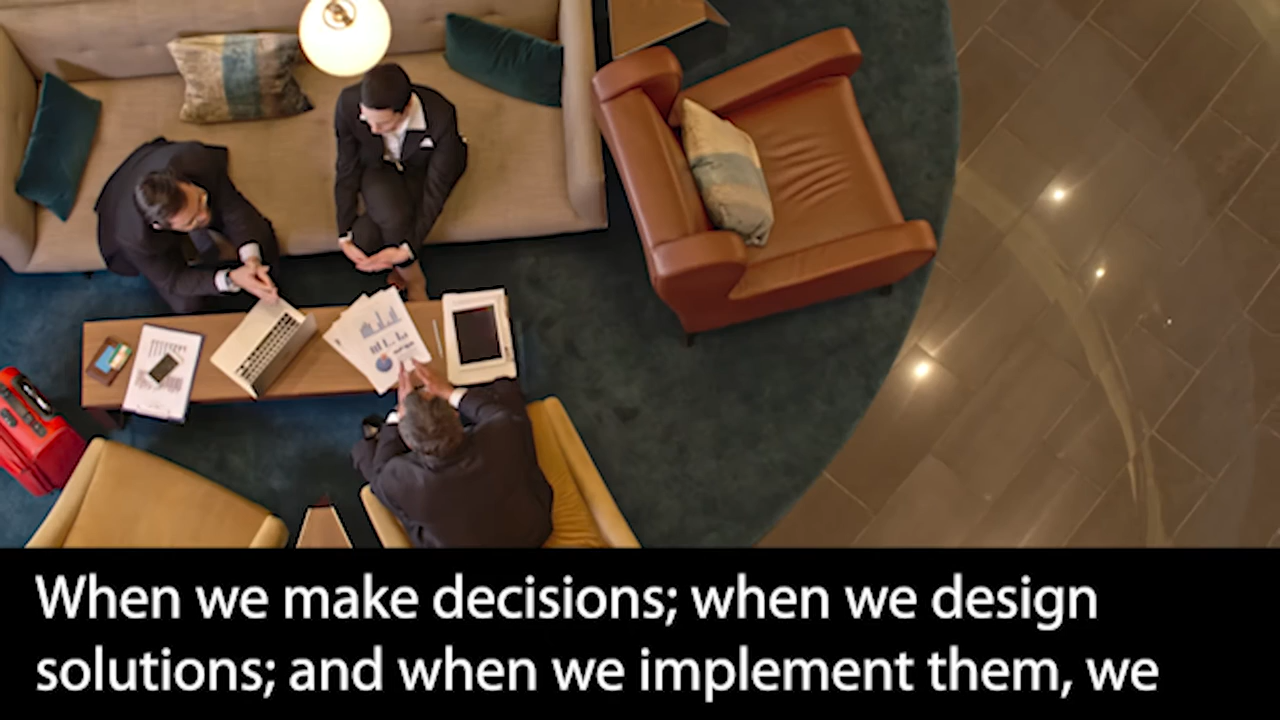 When we make decisions; when we design
solutions; and when we implement them, we